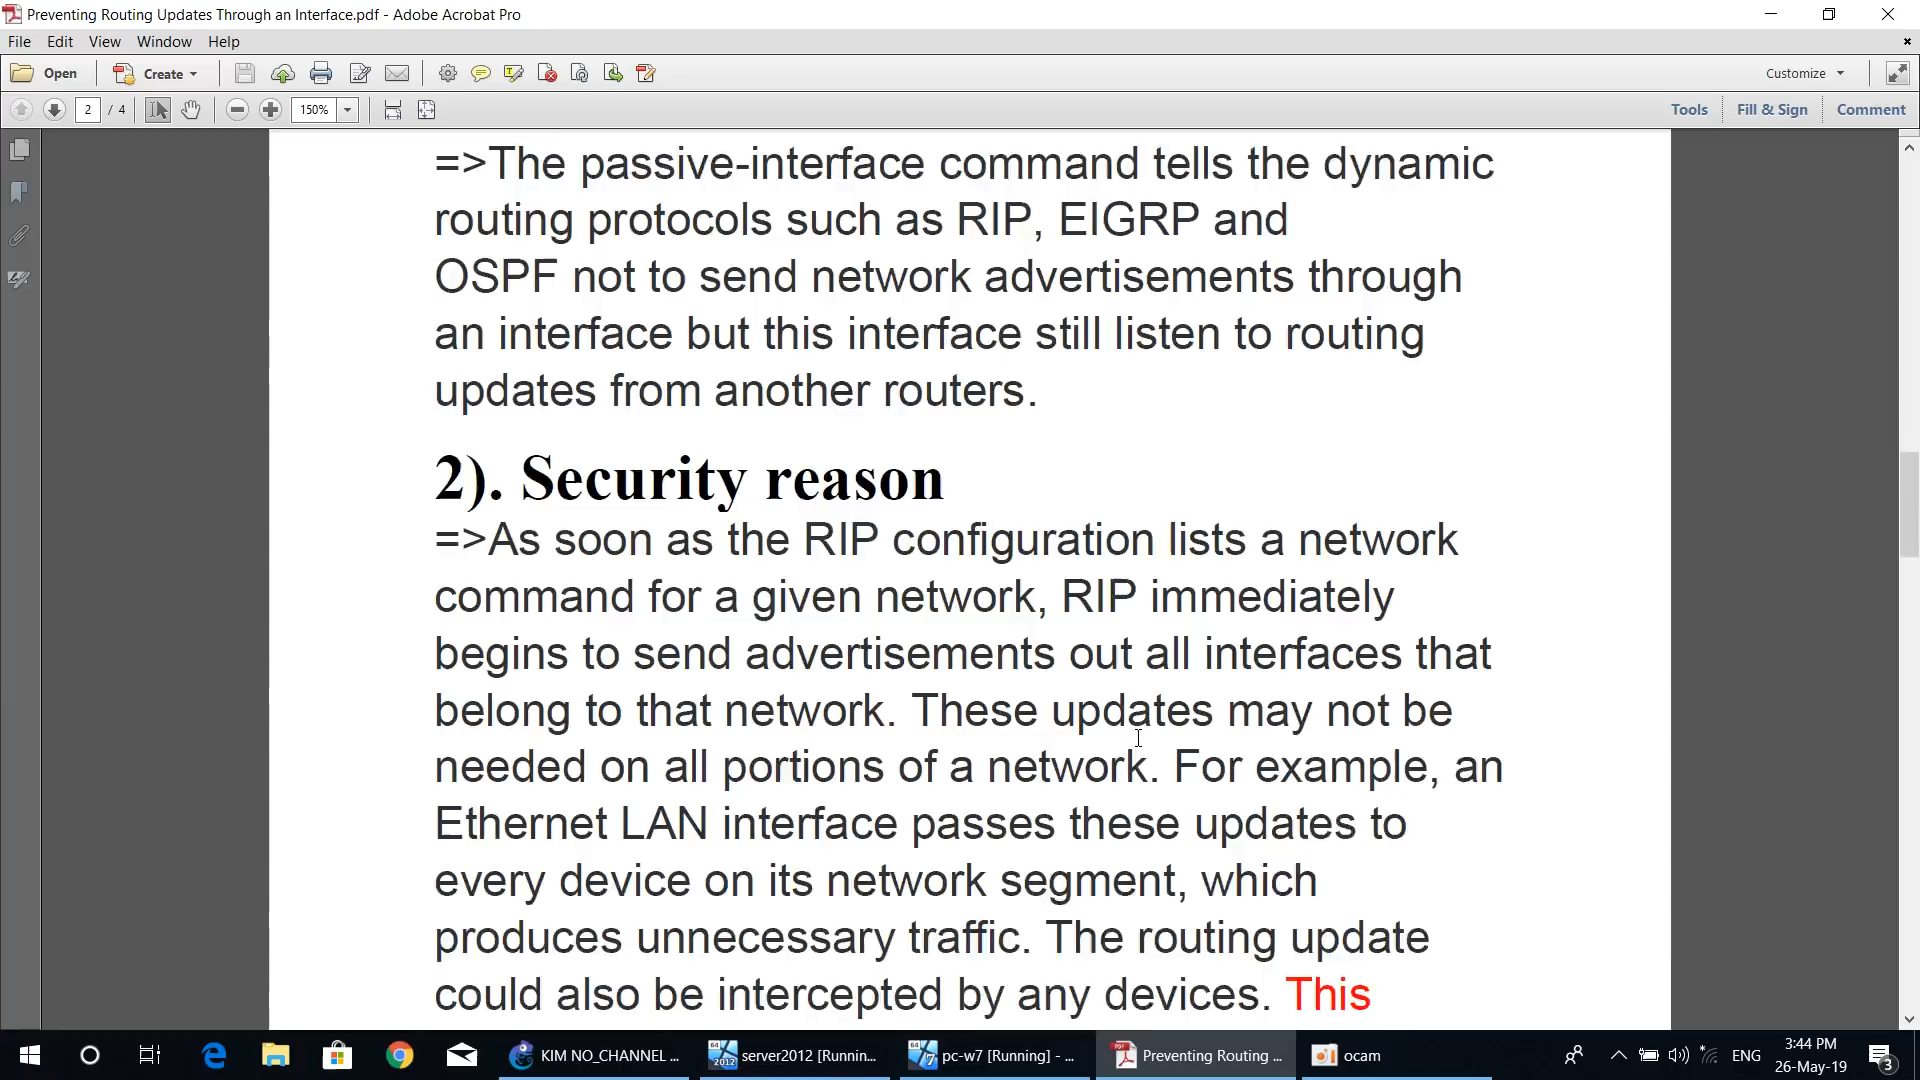 Preventing Routing Updates Through an Interface.pdf - Adobe Acrobat Pro
File Edit View Window Help
Open Create Customize
2 / 4 150% Tools Fill & Sign Comment
=>The passive-interface command tells the dynamic
routing protocols such as RIP, EIGRP and
OSPF not to send network advertisements through
an interface but this interface still listen to routing
updates from another routers.
2). Security reason
=>As soon as the RIP configuration lists a network
command for a given network, RIP immediately
begins to send advertisements out all interfaces that
belong to that network. These updates may not be
needed on all portions of a network. For example, an
Ethernet LAN interface passes these updates to
every device on its network segment, which
produces unnecessary traffic. The routing update
could also be intercepted by any devices. This
KIM NO_CHANNEL ... server2012 [Runnin... pc-w7 [Running] - ... Preventing Routing ... ocam ENG 3:44 PM
26-May-19 3